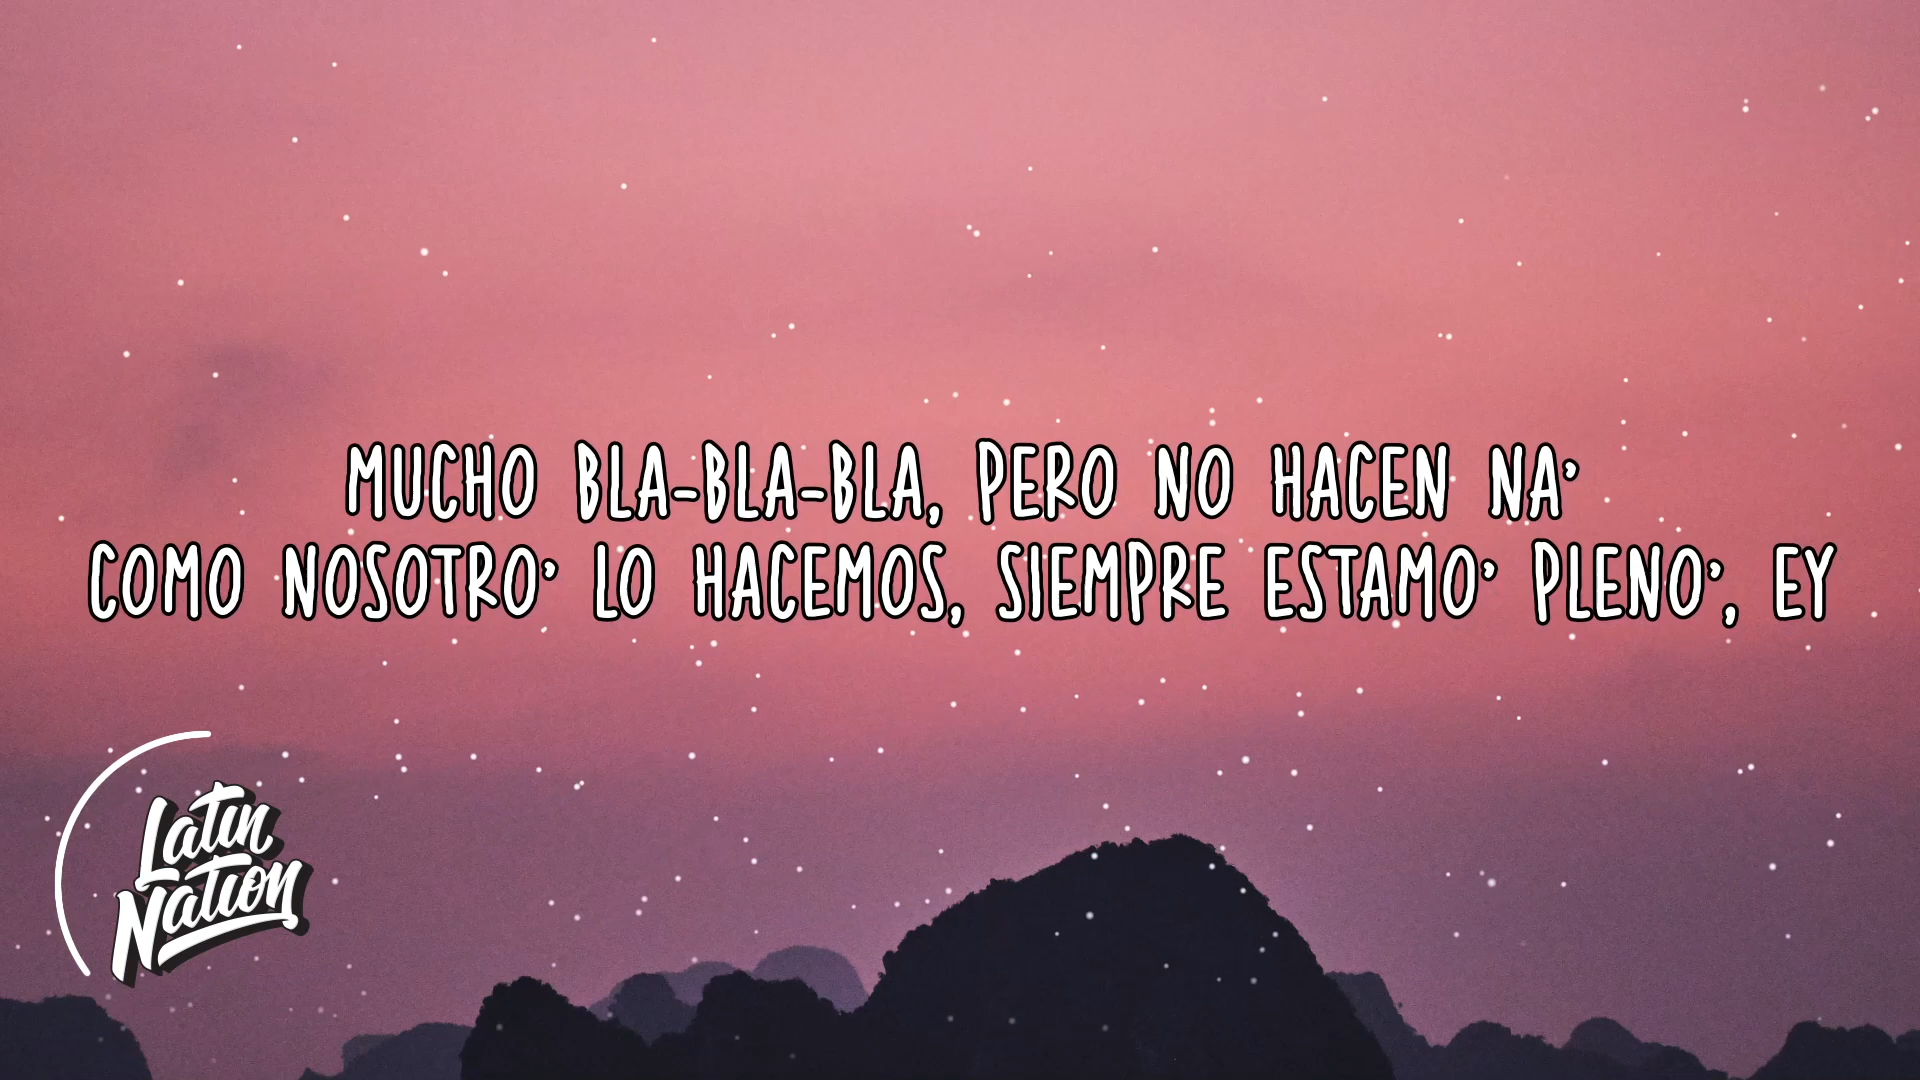 MUCHO BLA-BLA-BLA, PERO NO HACEN NA'
COMO NOSOTRO' LO HACEMOS, SIEMPRE ESTAMO' PLENO', EY
Latin
Nation